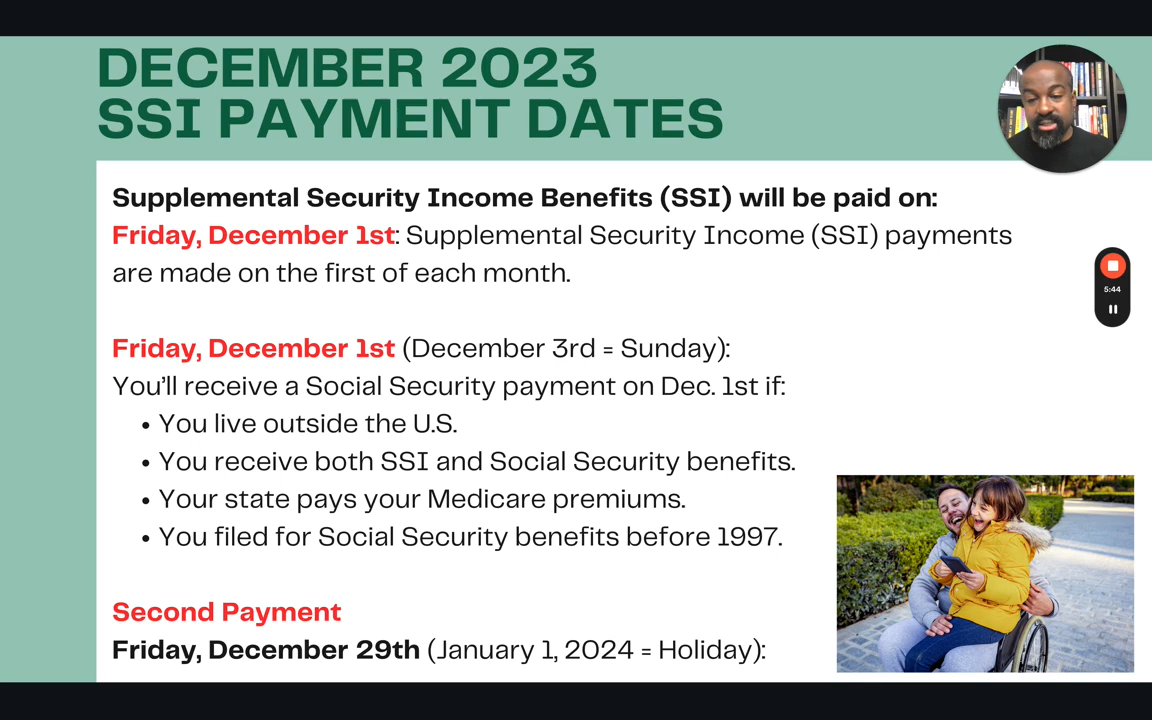 DECEMBER 2023
SSI PAYMENT DATES
Supplemental Security Income Benefits (SSI) will be paid on:
Friday, December 1st: Supplemental Security Income (SSI) payments
are made on the first of each month.
Friday, December 1st (December 3rd = Sunday):
You’ll receive a Social Security payment on Dec. 1st if:
• You live outside the U.S.
• You receive both SSI and Social Security benefits.
• Your state pays your Medicare premiums.
• You filed for Social Security benefits before 1997.
Second Payment
Friday, December 29th (January 1, 2024 = Holiday):
5:44